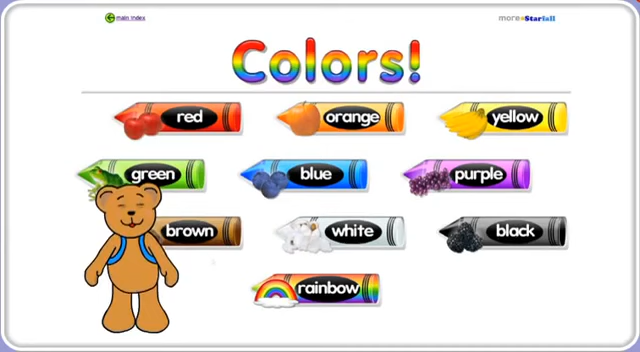 main index
more Starfall
Colors!
red
orange
yellow
green
blue
purple
brown
white
black
rainbow